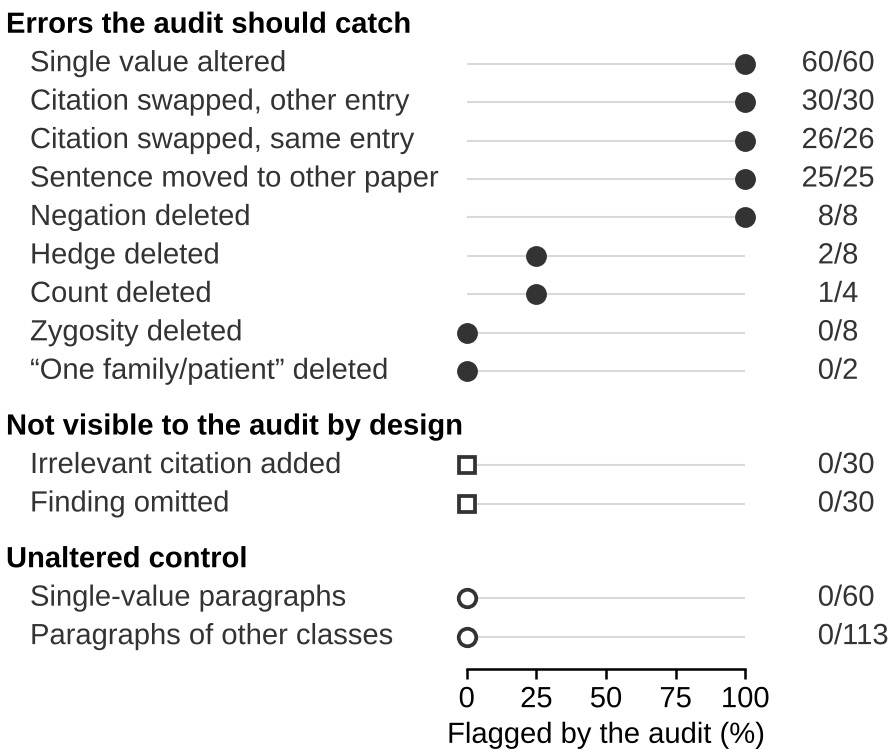 Errors the audit should catch
Single value altered 60/60
Citation swapped, other entry 30/30
Citation swapped, same entry 26/26
Sentence moved to other paper 25/25
Negation deleted 8/8
Hedge deleted 2/8
Count deleted 1/4
Zygosity deleted 0/8
“One family/patient” deleted 0/2
Not visible to the audit by design
Irrelevant citation added 0/30
Finding omitted 0/30
Unaltered control
Single-value paragraphs 0/60
Paragraphs of other classes 0/113
0 25 50 75 100
Flagged by the audit (%)